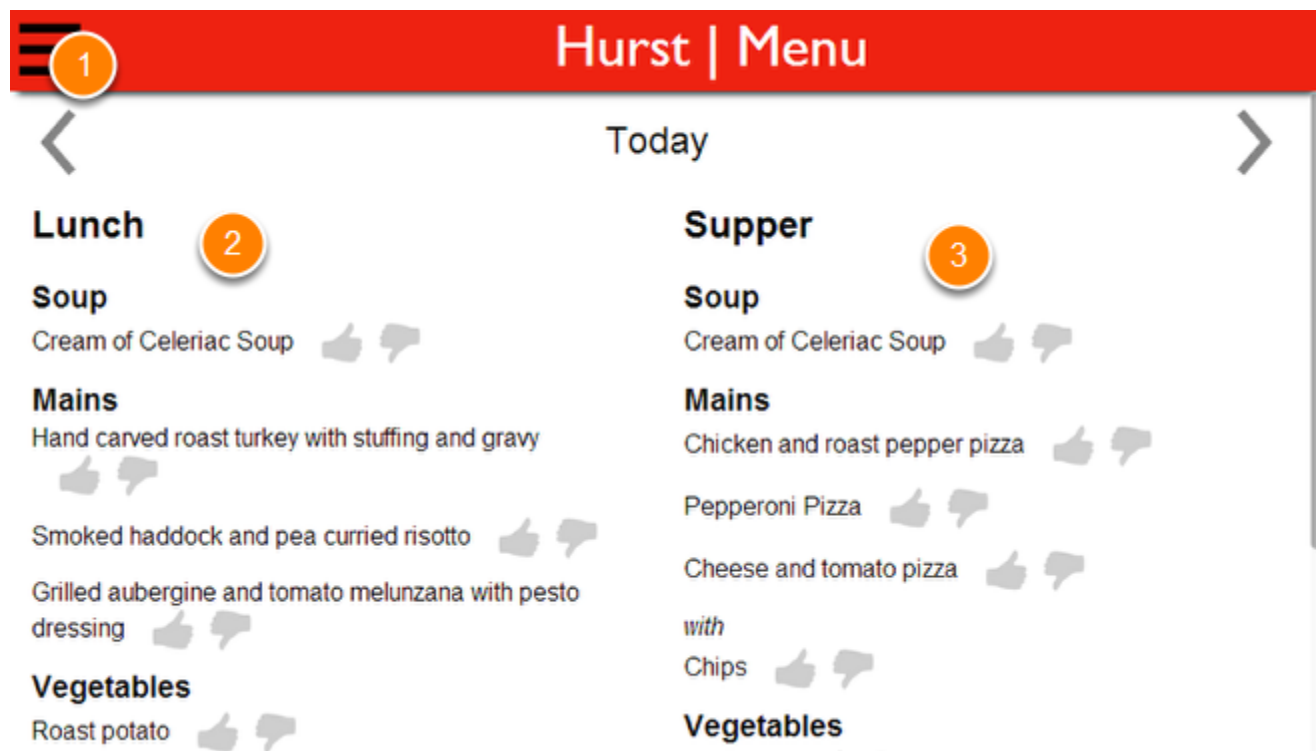 1
Hurst | Menu
Today
Lunch
2
Soup
Cream of Celeriac Soup
Mains
Hand carved roast turkey with stuffing and gravy
Smoked haddock and pea curried risotto
Grilled aubergine and tomato melunzana with pesto
dressing
Vegetables
Roast potato
Supper
3
Soup
Cream of Celeriac Soup
Mains
Chicken and roast pepper pizza
Pepperoni Pizza
Cheese and tomato pizza
with
Chips
Vegetables